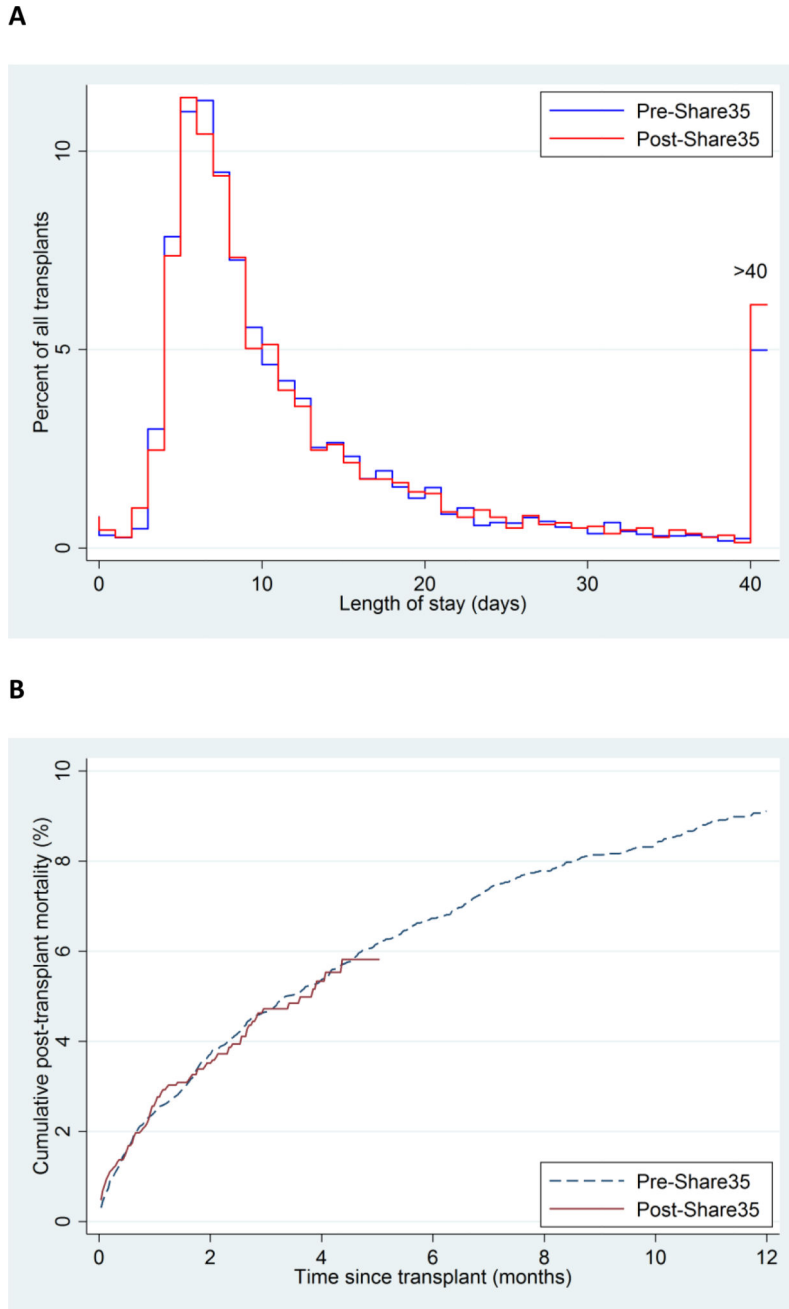 A
Pre-Share35
Post-Share35
>40
Percent of all transplants
10
5
0
0 10 20 30 40
Length of stay (days)
B
Cumulative post-transplant mortality (%)
10
8
6
4
2
0
Pre-Share35
Post-Share35
0 2 4 6 8 10 12
Time since transplant (months)